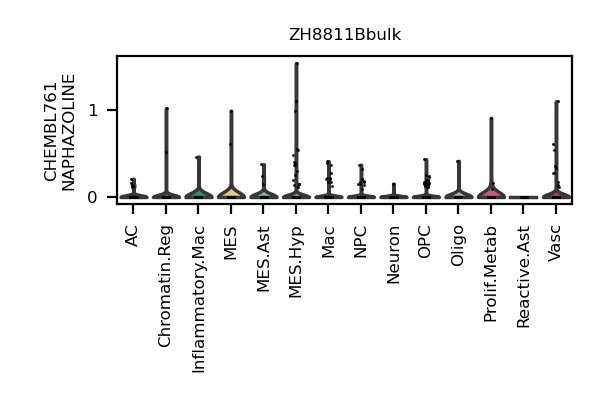 ZH8811Bbulk
CHEMBL761
NAPHAZOLINE
1
0
AC
Chromatin.Reg
Inflammatory.Mac
MES
MES.Ast
MES.Hyp
Mac
NPC
Neuron
OPC
Oligo
Prolif.Metab
Reactive.Ast
Vasc